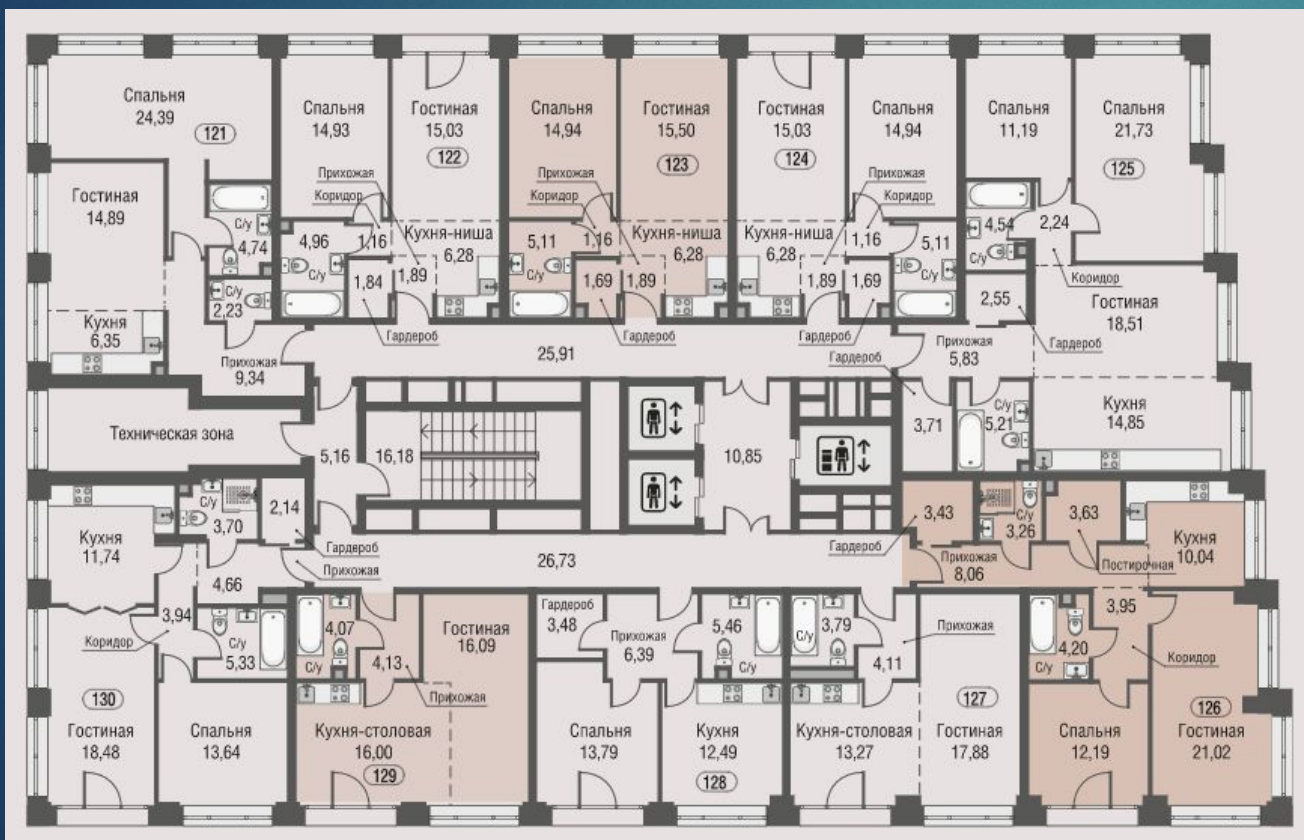 Спальня
24,39
121
Спальня
14,93
Гостиная
15,03
122
Спальня
14,94
Гостиная
15,50
123
Гостиная
15,03
124
Спальня
14,94
Спальня
11,19
Спальня
21,73
125
Гостиная
14,89
С/у
4,74
С/у
2,23
Кухня
6,35
Прихожая
9,34
Прихожая
Коридор
4,96
С/у
1,16
1,84
1,89
Кухня-ниша
6,28
Гардероб
Прихожая
Коридор
5,11
С/у
1,16
1,69
1,89
Кухня-ниша
6,28
Гардероб
Кухня-ниша
6,28
Прихожая
Коридор
1,16
1,89
1,69
5,11
С/у
Гардероб
4,54
С/у
2,24
Коридор
2,55
Гостиная
18,51
Гардероб
Гардероб
Прихожая
5,83
25,91
Техническая зона
5,16
16,18
10,85
3,71
С/у
5,21
Кухня
14,85
Кухня
11,74
С/у
3,70
2,14
Гардероб
Прихожая
4,66
26,73
3,43
Гардероб
С/у
3,26
3,63
Прихожая
8,06
Постирочная
Кухня
10,04
3,94
Коридор
С/у
5,33
130
Гостиная
18,48
Спальня
13,64
4,07
С/у
4,13
Гостиная
16,09
Прихожая
Кухня-столовая
16,00
129
Гардероб
3,48
Прихожая
6,39
5,46
С/у
Спальня
13,79
Кухня
12,49
128
С/у
3,79
4,11
Прихожая
Кухня-столовая
13,27
127
Гостиная
17,88
3,95
4,20
С/у
Коридор
Спальня
12,19
126
Гостиная
21,02